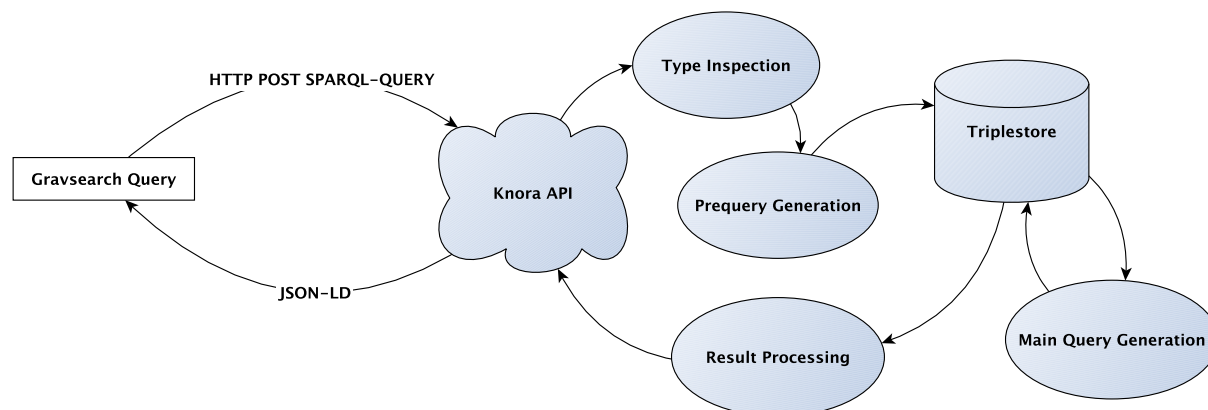 HTTP POST SPARQL-QUERY
Gravsearch Query
JSON-LD
Knora API
Type Inspection
Prequery Generation
Triplestore
Main Query Generation
Result Processing